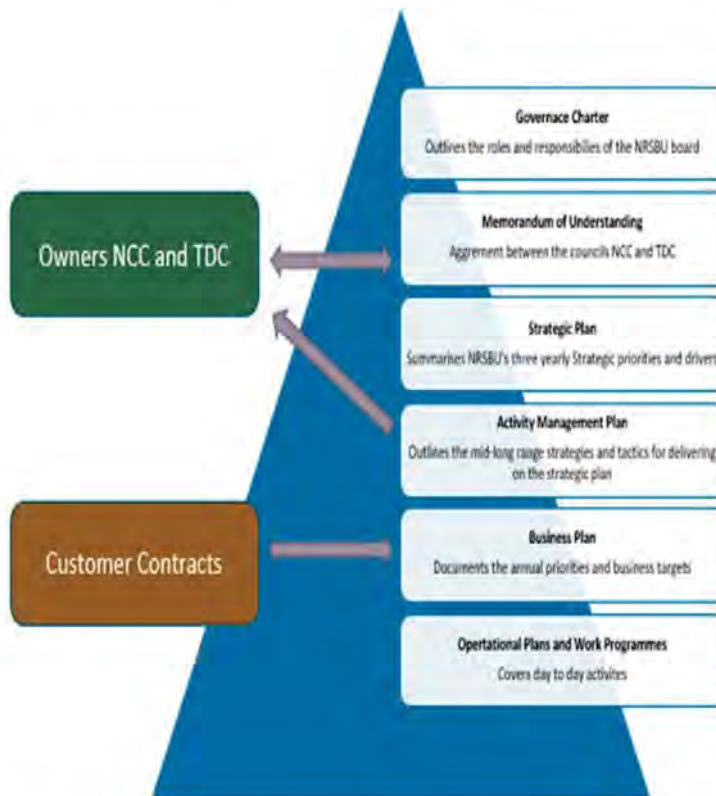 Governace Charter
Outlines the roles and responsibilies of the NRSBU board
Owners NCC and TDC
Memorandum of Understanding
Aggrement between the councils NCC and TDC
Strategic Plan
Summarises NRSBU's three yearly Strategic priorities and drivers
Activity Management Plan
Outlines the mid-long range strategies and tactics for delivering
on the strategic plan
Customer Contracts
Business Plan
Documents the annual priorities and business targets
Opertational Plans and Work Programmes
Covers day to day activites